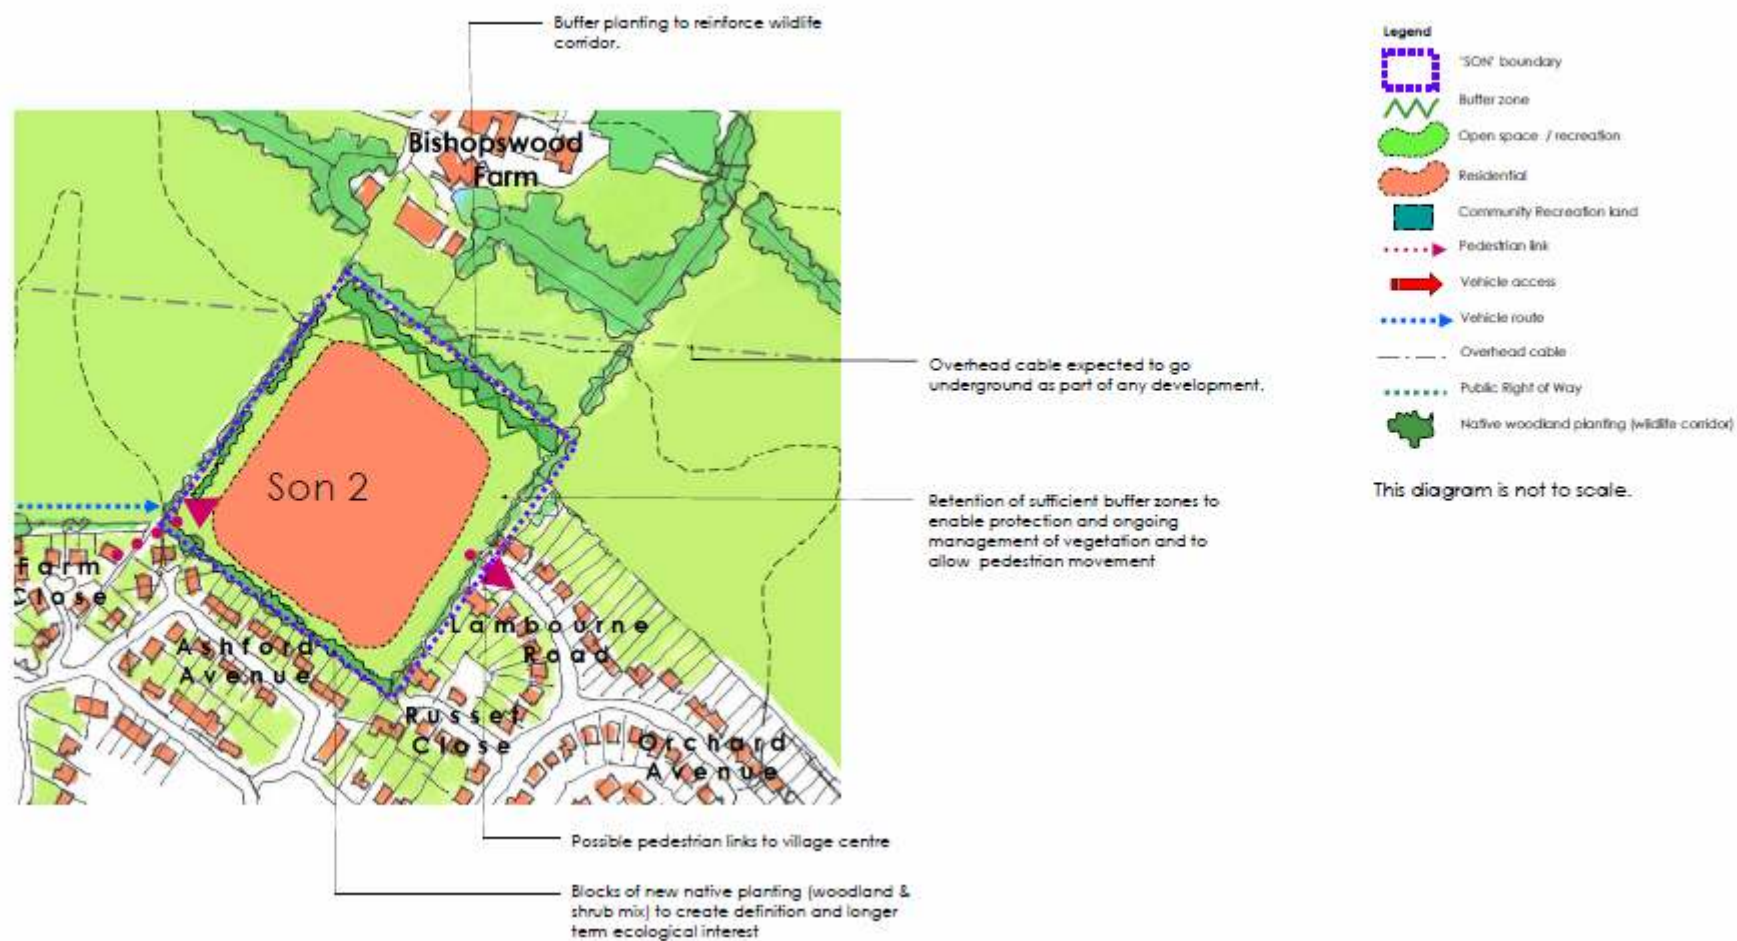 Buffer planting to reinforce wildlife
corridor.
Legend
'SON' boundary
Buffer zone
Open space / recreation
Residential
Community Recreation land
Pedestrian link
Vehicle access
Vehicle route
Overhead cable
Public Right of Way
Native woodland planting (wildlife corridor)
This diagram is not to scale.
Bishopswood
Farm
Overhead cable expected to go
underground as part of any development.
Son 2
Retention of sufficient buffer zones to
enable protection and ongoing
management of vegetation and to
allow pedestrian movement
Farm
Close
Ashford
Avenue
Lambourne
Road
Russet
Close
Orchard
Avenue
Possible pedestrian links to village centre
Blocks of new native planting (woodland &
shrub mix) to create definition and longer
term ecological interest